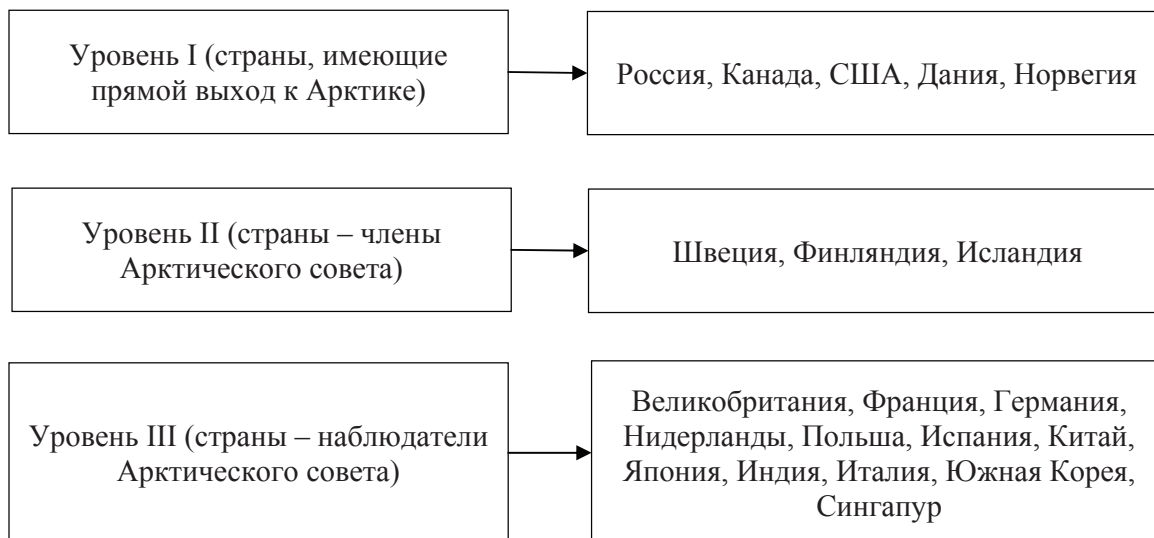 Уровень I (страны, имеющие
прямой выход к Арктике)
Россия, Канада, США, Дания, Норвегия
Уровень II (страны – члены
Арктического совета)
Швеция, Финляндия, Исландия
Уровень III (страны – наблюдатели
Арктического совета)
Великобритания, Франция, Германия,
Нидерланды, Польша, Испания, Китай,
Япония, Индия, Италия, Южная Корея,
Сингапур